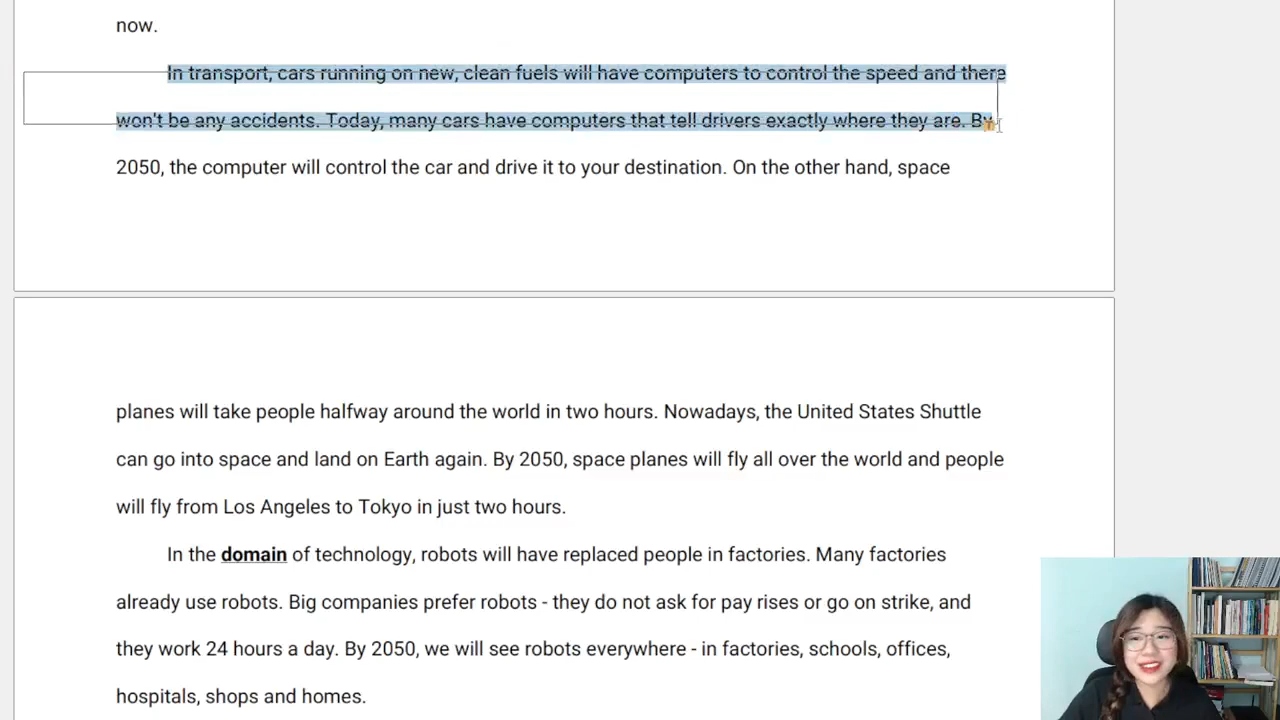 now.
In transport, cars running on new, clean fuels will have computers to control the speed and there
won't be any accidents. Today, many cars have computers that tell drivers exactly where they are. By
2050, the computer will control the car and drive it to your destination. On the other hand, space
planes will take people halfway around the world in two hours. Nowadays, the United States Shuttle
can go into space and land on Earth again. By 2050, space planes will fly all over the world and people
will fly from Los Angeles to Tokyo in just two hours.
In the domain of technology, robots will have replaced people in factories. Many factories
already use robots. Big companies prefer robots - they do not ask for pay rises or go on strike, and
they work 24 hours a day. By 2050, we will see robots everywhere - in factories, schools, offices,
hospitals, shops and homes.